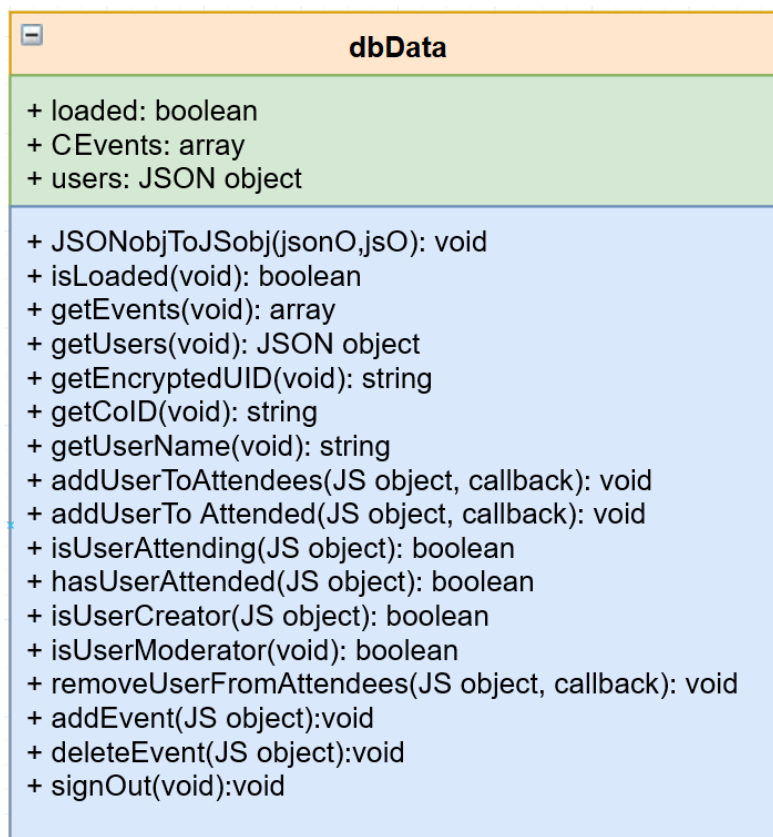 dbData
+ loaded: boolean
+ CEvents: array
+ users: JSON object
+ JSONobjToJSobj(jsonO,jsO): void
+ isLoaded(void): boolean
+ getEvents(void): array
+ getUsers(void): JSON object
+ getEncryptedUID(void): string
+ getCoID(void): string
+ getUserName(void): string
+ addUserToAttendees(JS object, callback): void
+ addUserTo Attended(JS object, callback): void
+ isUserAttending(JS object): boolean
+ hasUserAttended(JS object): boolean
+ isUserCreator(JS object): boolean
+ isUserModerator(void): boolean
+ removeUserFromAttendees(JS object, callback): void
+ addEvent(JS object):void
+ deleteEvent(JS object):void
+ signOut(void):void